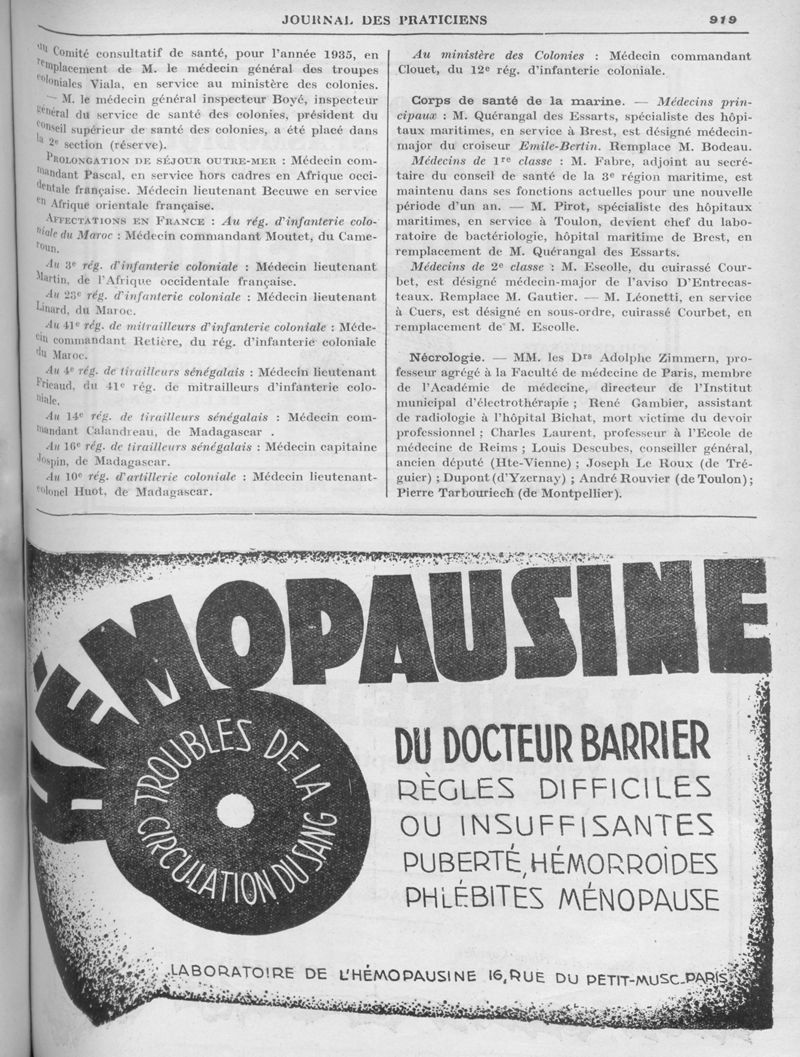 JOURNAL DES PRATICIENS 919
du Comité consultatif de santé, pour l'année 1935, en
remplacement de M. le médecin général des troupes
coloniales Viala, en service au ministère des colonies.
— M. le médecin général inspecteur Boyé, inspecteur
général du service de santé des colonies, président du
conseil supérieur de santé des colonies, a été placé dans
la 2e section (réserve).
PROLONGATION DE SÉJOUR OUTRE-MER : Médecin com-
mandant Pascal, en service hors cadres en Afrique occi-
dentale française. Médecin lieutenant Becuwe en service
en Afrique orientale française.
AFFECTATIONS EN FRANCE : Au rég. d'infanterie colo-
niale du Maroc : Médecin commandant Moutet, du Came-
roun.
Au 3e rég. d'infanterie coloniale : Médecin lieutenant
Martin, de l'Afrique occidentale française.
Au 23e rég. d'infanterie coloniale : Médecin lieutenant
Linard, du Maroc.
Au 41e rég. de mitrailleurs d'infanterie coloniale : Méde-
cin commandant Retière, du rég. d'infanterie coloniale
du Maroc.
Au 4e rég. de tirailleurs sénégalais : Médecin lieutenant
Fricaud, du 41e rég. de mitrailleurs d'infanterie colo-
niale.
Au 14e rég. de tirailleurs sénégalais : Médecin com-
mandant Calandreau, de Madagascar .
Au 16e rég. de tirailleurs sénégalais : Médecin capitaine
Jospin, de Madagascar.
Au 10e rég. d'artillerie coloniale : Médecin lieutenant-
colonel Huot, de Madagascar.
Au ministère des Colonies : Médecin commandant
Clouet, du 12e rég. d'infanterie coloniale.
Corps de santé de la marine. — Médecins prin-
cipaux : M. Quérangal des Essarts, spécialiste des hôpi-
taux maritimes, en service à Brest, est désigné médecin-
major du croiseur Emile-Bertin. Remplace M. Bodeau.
Médecins de 1re classe : M. Fabre, adjoint au secré-
taire du conseil de santé de la 3e région maritime, est
maintenu dans ses fonctions actuelles pour une nouvelle
période d'un an. — M. Pirot, spécialiste des hôpitaux
maritimes, en service à Toulon, devient chef du labo-
ratoire de bactériologie, hôpital maritime de Brest, en
remplacement de M. Quérangal des Essarts.
Médecins de 2e classe : M. Escolle, du cuirassé Cour-
bet, est désigné médecin-major de l'aviso D'Entrecas-
teaux. Remplace M. Gautier. — M. Léonetti, en service
à Cuers, est désigné en sous-ordre, cuirassé Courbet, en
remplacement de M. Escolle.
Nécrologie. — MM. les Drs Adolphe Zimmern, pro-
fesseur agrégé à la Faculté de médecine de Paris, membre
de l'Académie de médecine, directeur de l'Institut
municipal d'électrothérapie ; René Gambier, assistant
de radiologie à l'hôpital Bichat, mort victime du devoir
professionnel ; Charles Laurent, professeur à l'Ecole de
médecine de Reims ; Louis Descubes, conseiller général,
ancien député (Hte-Vienne) ; Joseph Le Roux (de Tré-
guier) ; Dupont (d'Yzernay) ; André Rouvier (de Toulon) ;
Pierre Tarbouriech (de Montpellier).
HÉMOPAUSINE
TROUBLES DE LA
CIRCULATION DU SANG
DU DOCTEUR BARRIER
RÈGLES DIFFICILES
OU INSUFFISANTES
PUBERTÉ, HÉMORROÏDES
PHLÉBITES MÉNOPAUSE
LABORATOIRE DE L'HÉMOPAUSINE 16, RUE DU PETIT-MUSC_PARIS